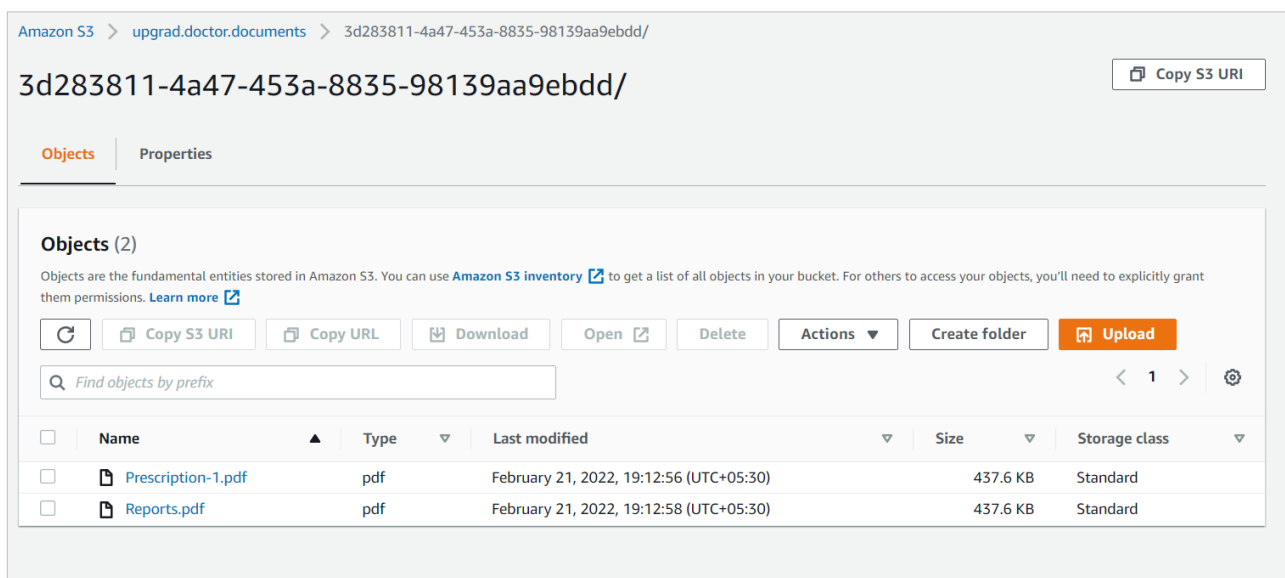 Amazon S3 > upgrad.doctor.documents > 3d283811-4a47-453a-8835-98139aa9ebdd/
3d283811-4a47-453a-8835-98139aa9ebdd/
Copy S3 URI
Objects
Properties
Objects (2)
Objects are the fundamental entities stored in Amazon S3. You can use Amazon S3 inventory to get a list of all objects in your bucket. For others to access your objects, you'll need to explicitly grant
them permissions. Learn more
Copy S3 URI Copy URL Download Open Delete Actions Create folder Upload
Find objects by prefix
< 1 >
Name Type Last modified Size Storage class
Prescription-1.pdf pdf February 21, 2022, 19:12:56 (UTC+05:30) 437.6 KB Standard
Reports.pdf pdf February 21, 2022, 19:12:58 (UTC+05:30) 437.6 KB Standard